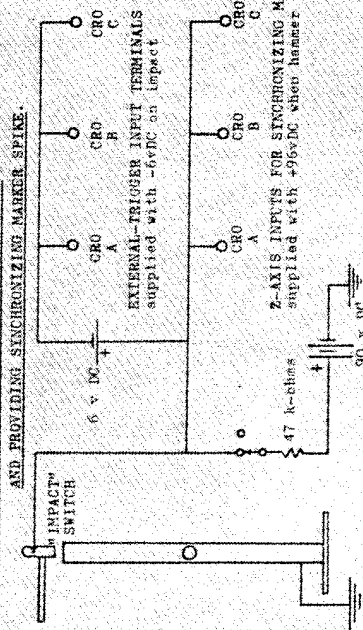 AND PROVIDING SYNCHRONIZING MARKER SPIKE.
"IMPACT"
SWITCH
6 v DC
+
CRO
A
CRO
B
CRO
C
EXTERNAL-TRIGGER INPUT TERMINALS
supplied with -6vDC on impact
CRO
A
CRO
B
CRO
C
Z-AXIS INPUTS FOR SYNCHRONIZING
supplied with +96vDC when hammer
47 k-ohms
+
90 v DC